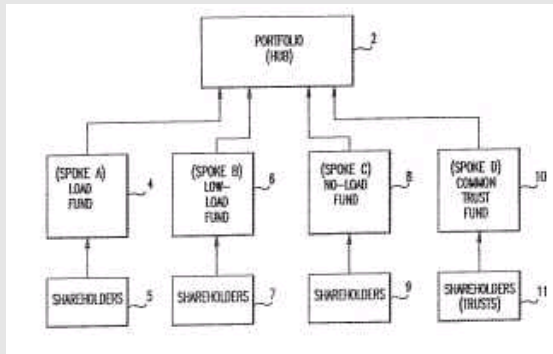 PORTFOLIO
(HUB)
2
(SPOKE A)
LOAD
FUND
4
(SPOKE B)
LOW-
LOAD
FUND
6
(SPOKE C)
NO-LOAD
FUND
8
(SPOKE D)
COMMON
TRUST
FUND
10
SHAREHOLDERS
5
SHAREHOLDERS
7
SHAREHOLDERS
9
SHAREHOLDERS
(TRUSTS)
11